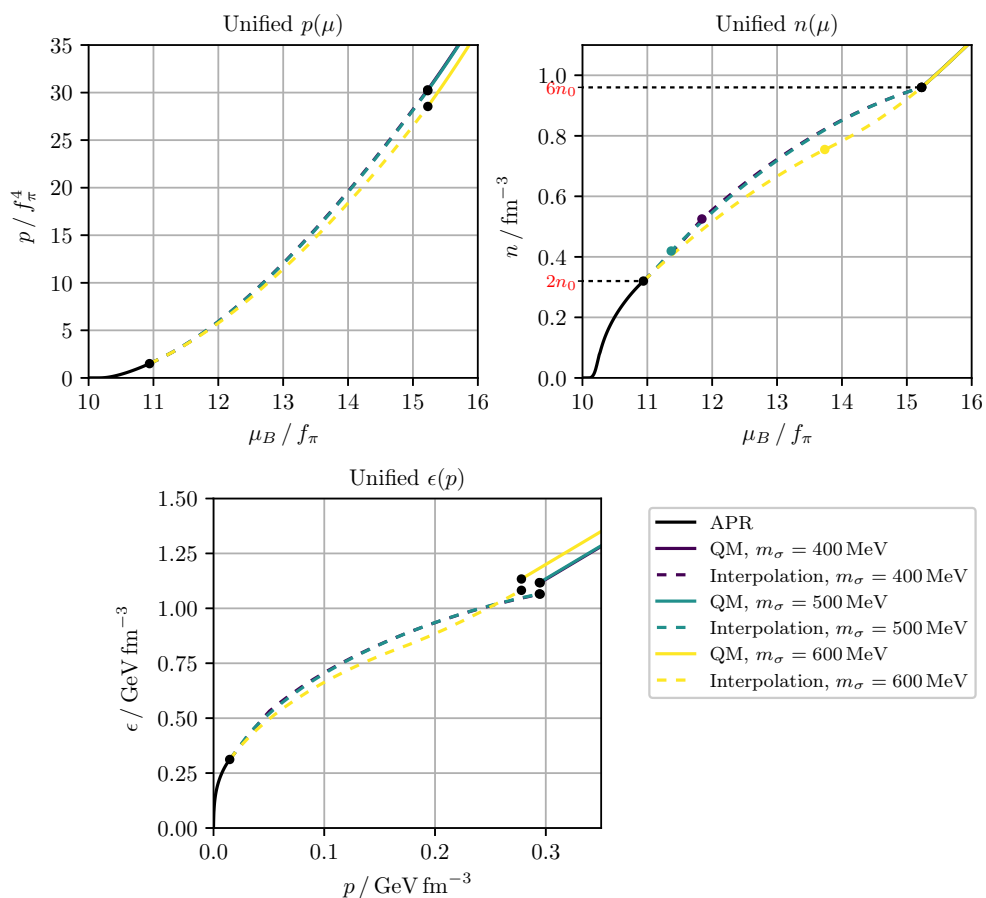 Unified p(μ)
35
30
25
20
15
10
5
0
10 11 12 13 14 15 16
p / f_π^4
μ_B / f_π
Unified n(μ)
1.0
6n₀
0.8
0.6
0.4
2n₀
0.2
0.0
10 11 12 13 14 15 16
n / fm⁻³
μ_B / f_π
Unified ϵ(p)
1.50
1.25
1.00
0.75
0.50
0.25
0.00
0.0 0.1 0.2 0.3
ϵ / GeV fm⁻³
p / GeV fm⁻³
APR
QM, m_σ = 400 MeV
Interpolation, m_σ = 400 MeV
QM, m_σ = 500 MeV
Interpolation, m_σ = 500 MeV
QM, m_σ = 600 MeV
Interpolation, m_σ = 600 MeV